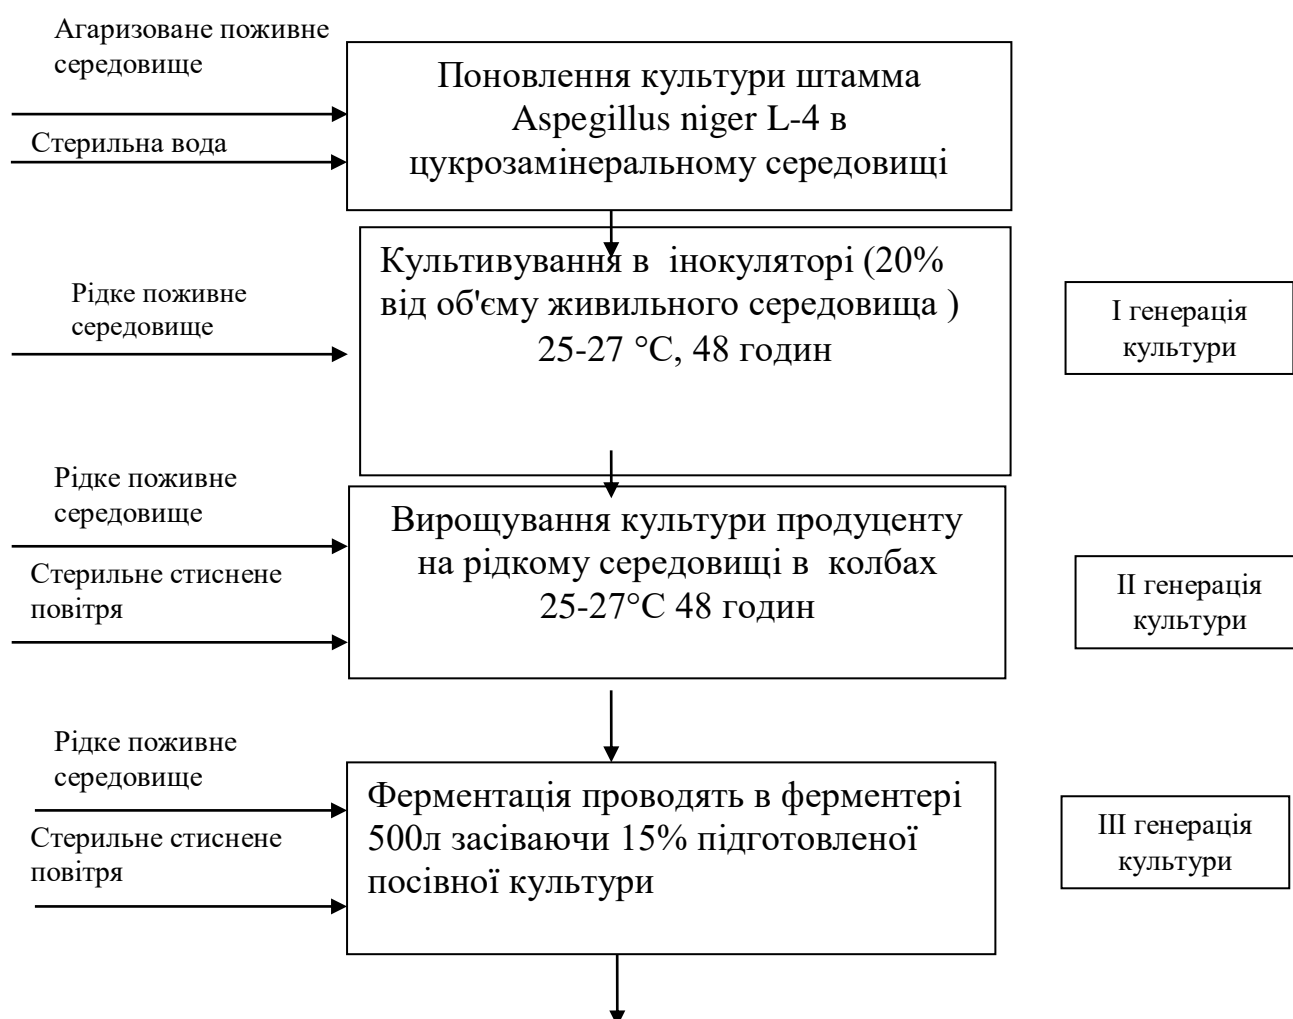 Агаризоване поживне
середовище
Стерильна вода
Поновлення культури штамма
Aspegillus niger L-4 в
цукрозамінеральному середовищі
Рідке поживне
середовище
Культивування в інокуляторі (20%
від об'єму живильного середовища )
25-27 °С, 48 годин
І генерація
культури
Рідке поживне
середовище
Стерильне стиснене
повітря
Вирощування культури продуценту
на рідкому середовищі в колбах
25-27°С 48 годин
ІІ генерація
культури
Рідке поживне
середовище
Стерильне стиснене
повітря
Ферментація проводять в ферментері
500л засіваючи 15% підготовленої
посівної культури
ІІІ генерація
культури